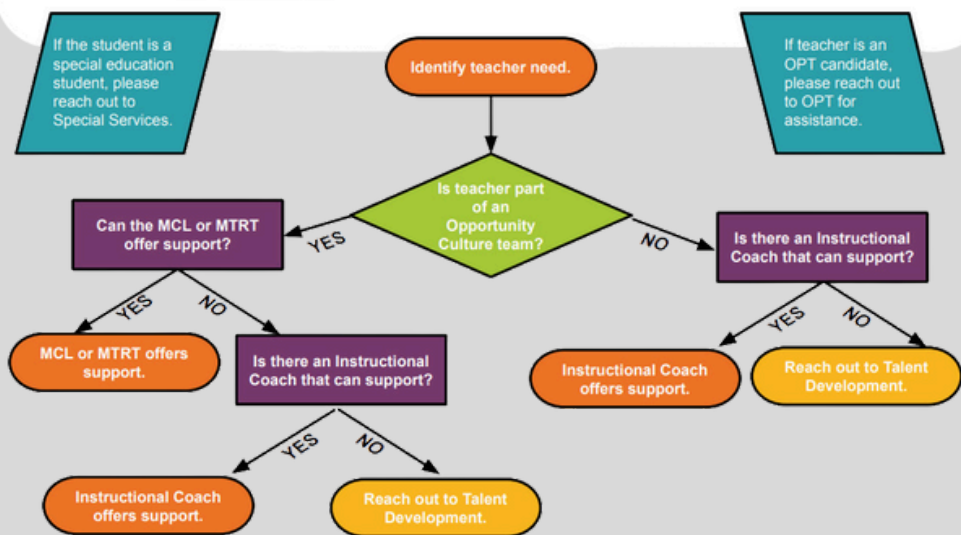 If the student is a
special education
student, please
reach out to
Special Services.
Identify teacher need.
If teacher is an
OPT candidate,
please reach out
to OPT for
assistance.
Is teacher part
of an
Opportunity
Culture team?
YES
NO
Can the MCL or MTRT
offer support?
Is there an Instructional
Coach that can support?
YES
NO
YES
NO
MCL or MTRT offers
support.
Is there an Instructional
Coach that can support?
Instructional Coach
offers support.
Reach out to Talent
Development.
YES
NO
Instructional Coach
offers support.
Reach out to Talent
Development.